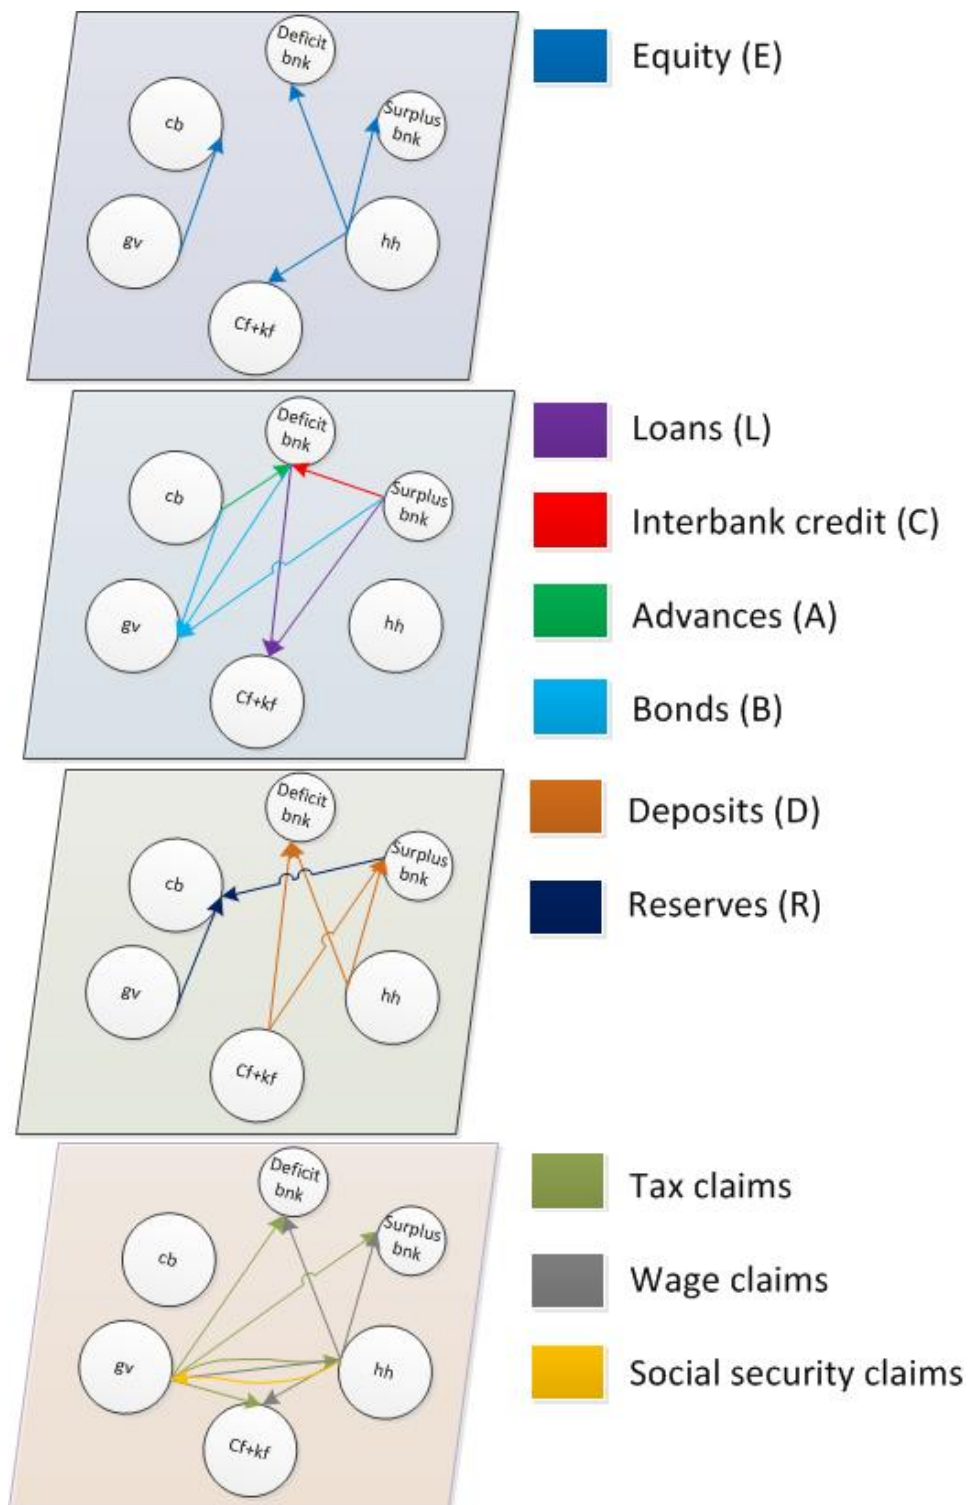 Deficit
bnk
Equity (E)
Surplus
bnk
cb
gv
hh
Cf+kf
Deficit
bnk
Loans (L)
cb
Surplus
bnk
Interbank credit (C)
gv
hh
Advances (A)
Cf+kf
Bonds (B)
Deficit
bnk
Deposits (D)
cb
Surplus
bnk
Reserves (R)
gv
hh
Cf+kf
Deficit
bnk
Tax claims
Surplus
bnk
cb
Wage claims
gv
hh
Social security claims
Cf+kf